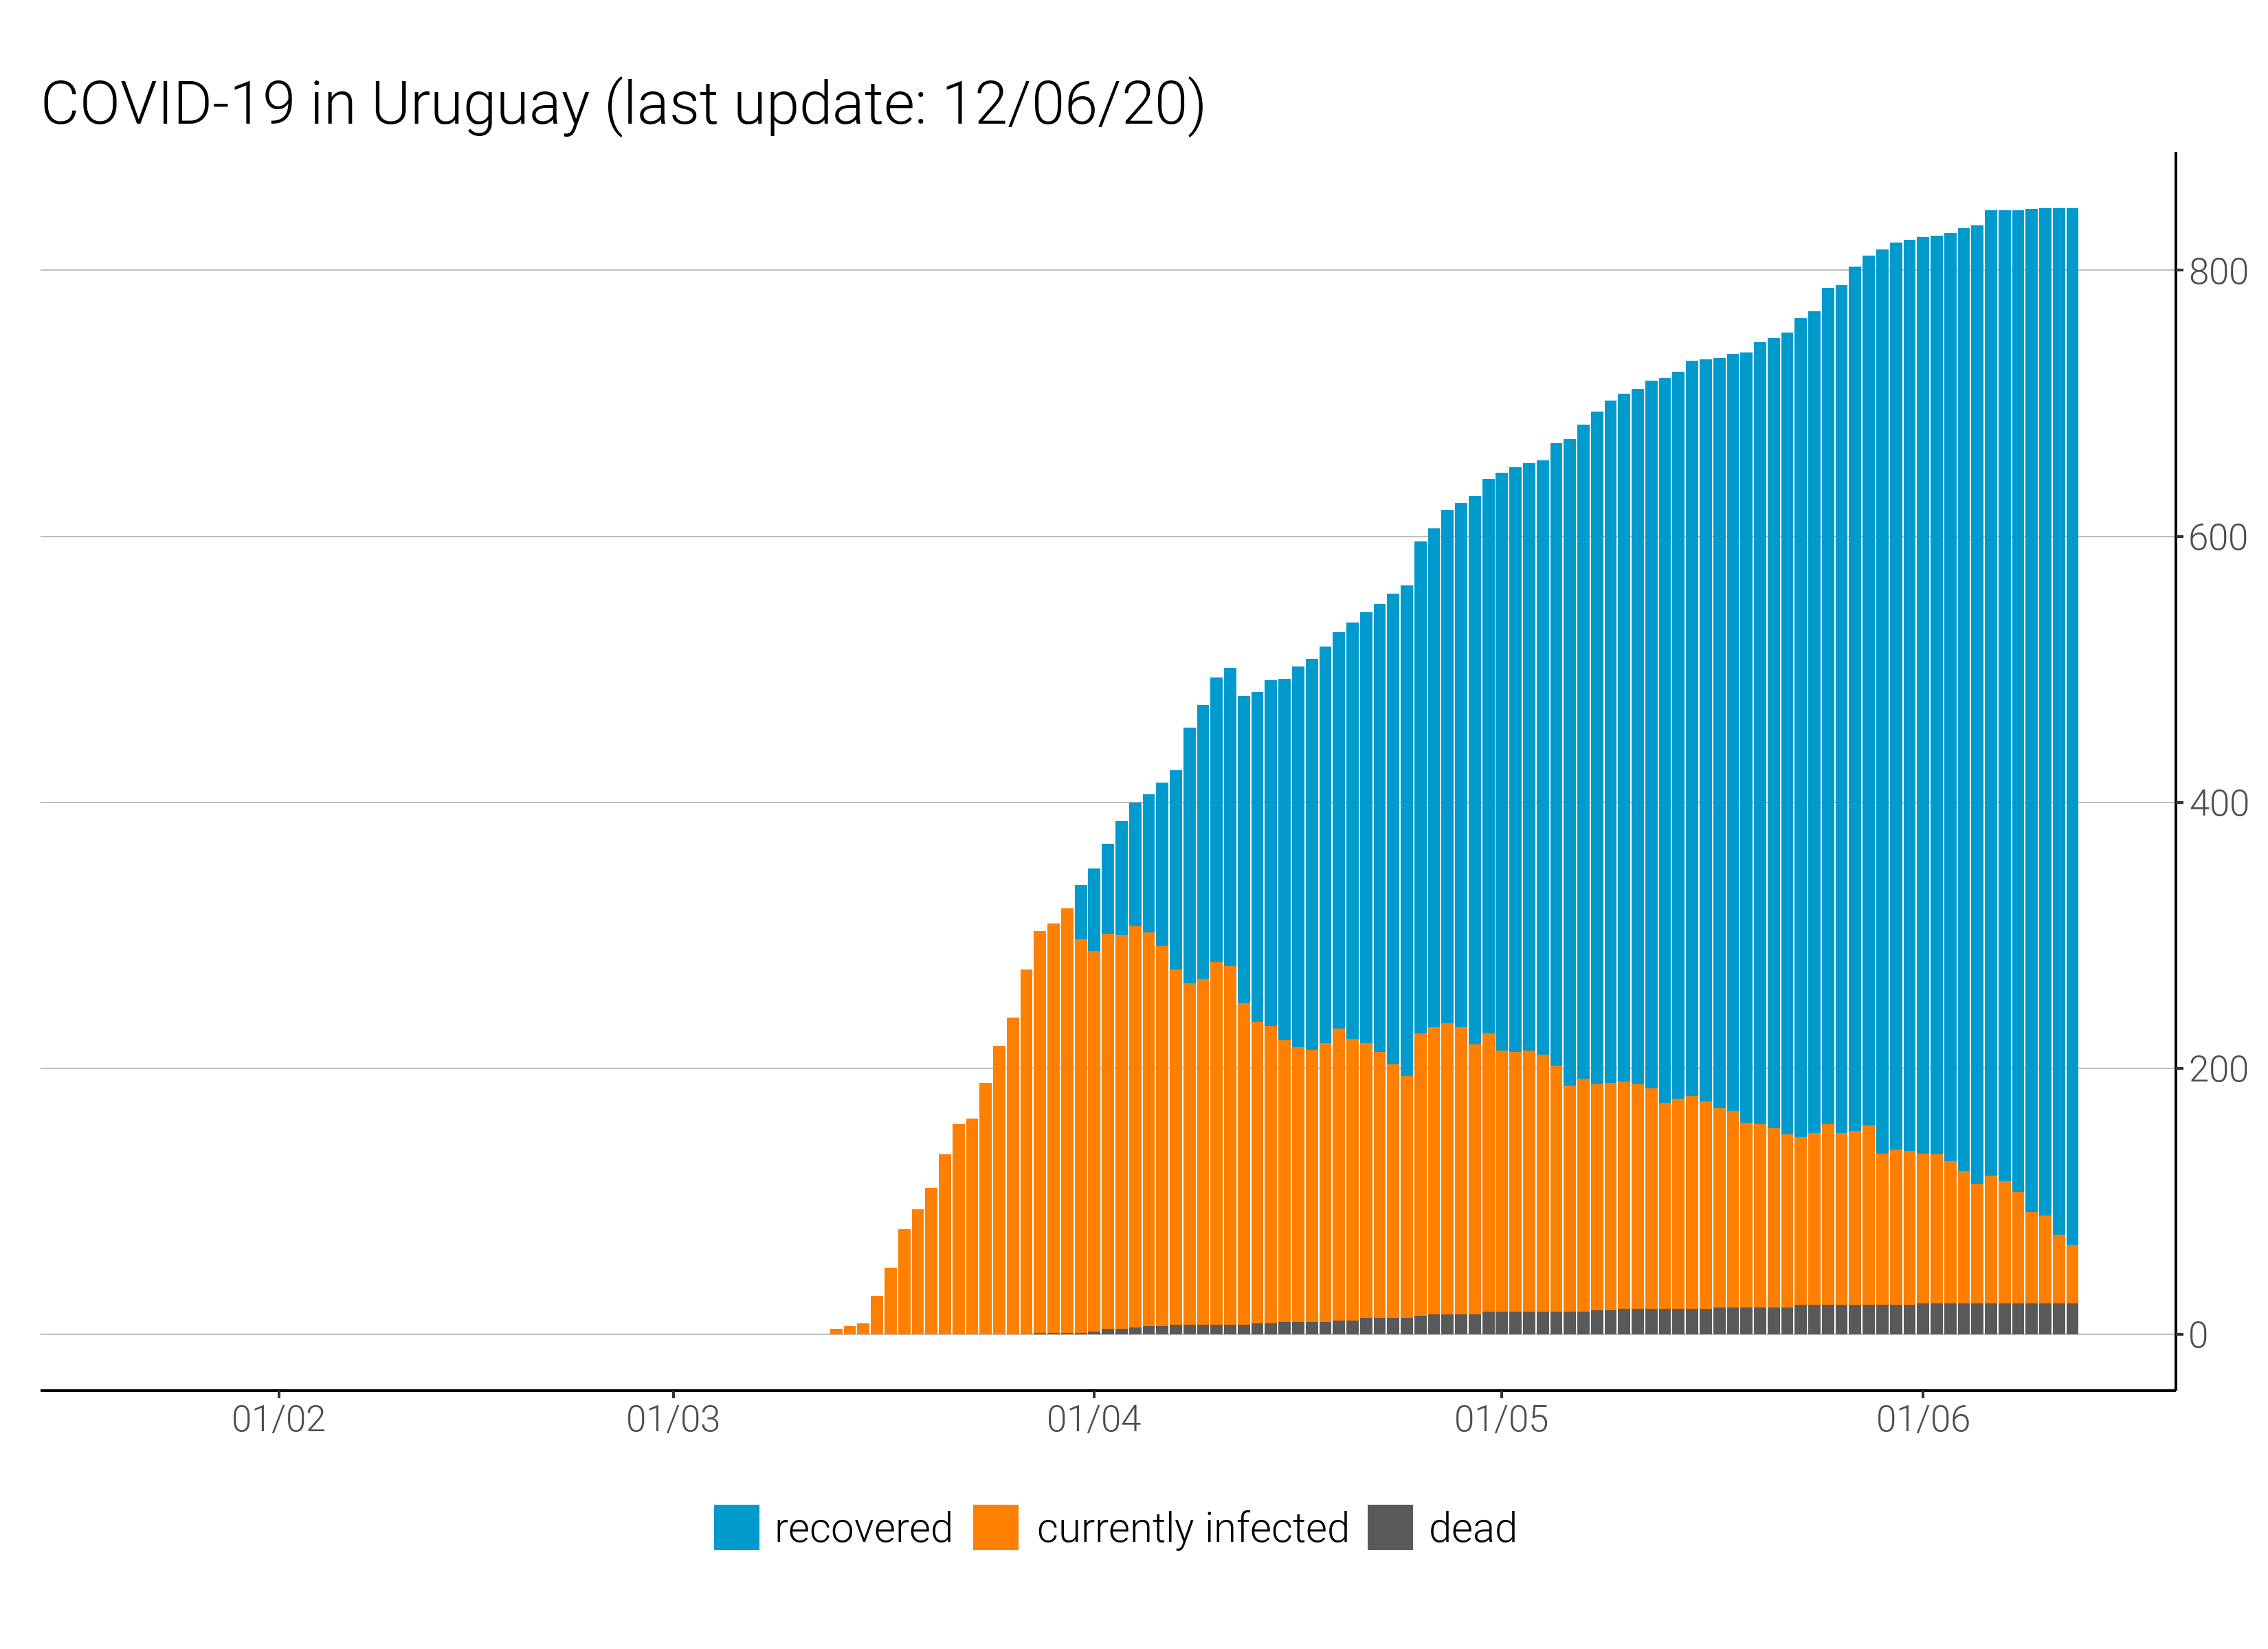 COVID-19 in Uruguay (last update: 12/06/20)
800
600
400
200
0
01/02 01/03 01/04 01/05 01/06
recovered currently infected dead